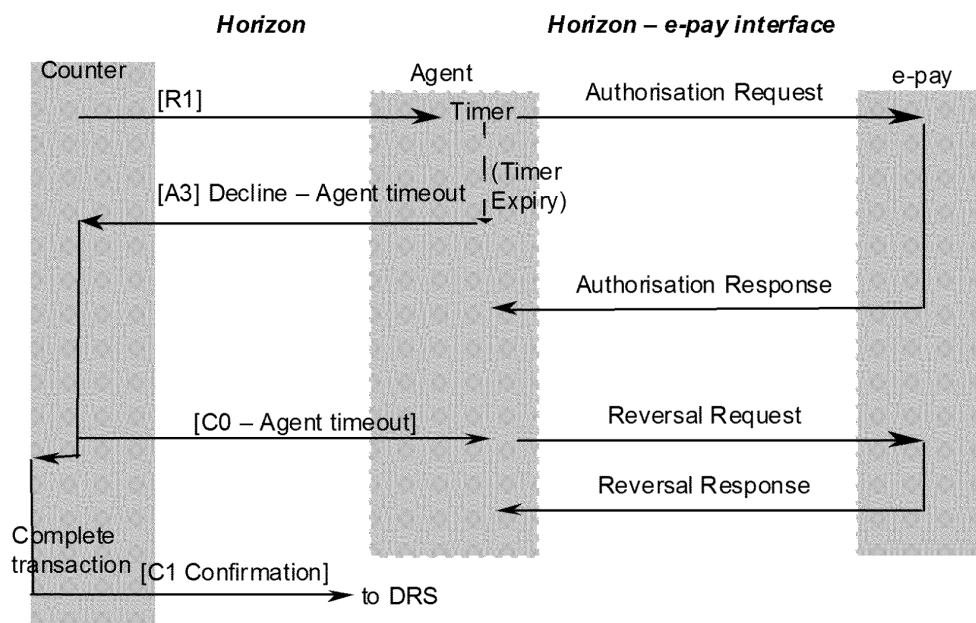 Horizon
Horizon – e-pay interface
Counter
Agent
e-pay
[R1]
Timer
Authorisation Request
(Timer
Expiry)
[A3] Decline – Agent timeout
Authorisation Response
[C0 – Agent timeout]
Reversal Request
Reversal Response
Complete
transaction
[C1 Confirmation]
to DRS